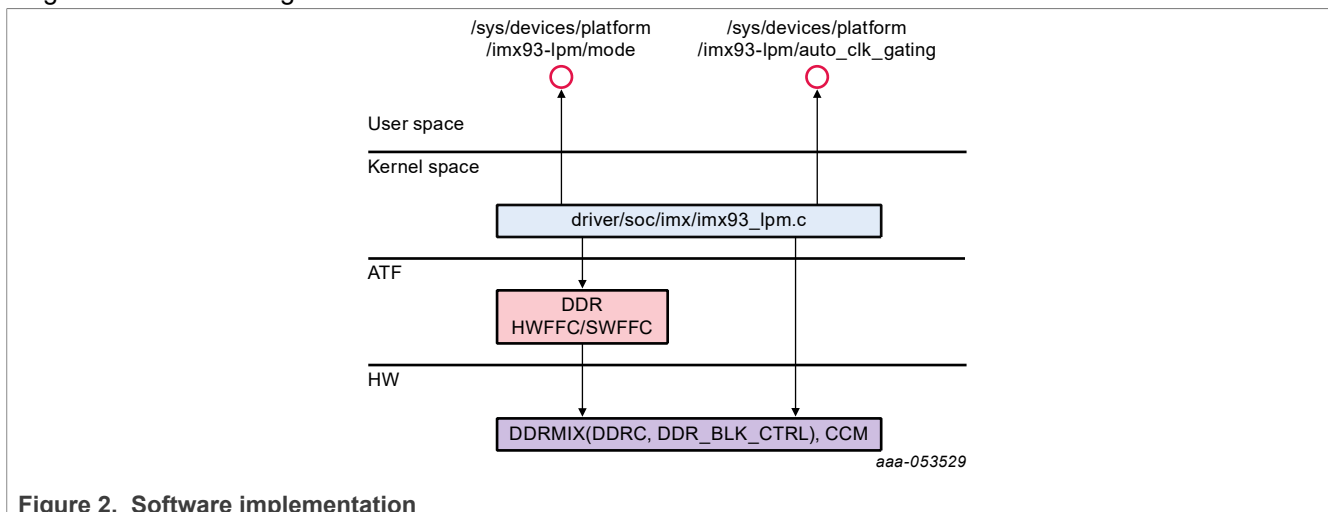 /sys/devices/platform
/imx93-lpm/mode
/sys/devices/platform
/imx93-lpm/auto_clk_gating
User space
Kernel space
driver/soc/imx/imx93_lpm.c
ATF
DDR
HWFFC/SWFFC
HW
DDRMIX(DDRC, DDR_BLK_CTRL), CCM
aaa-053529
Figure 2. Software implementation